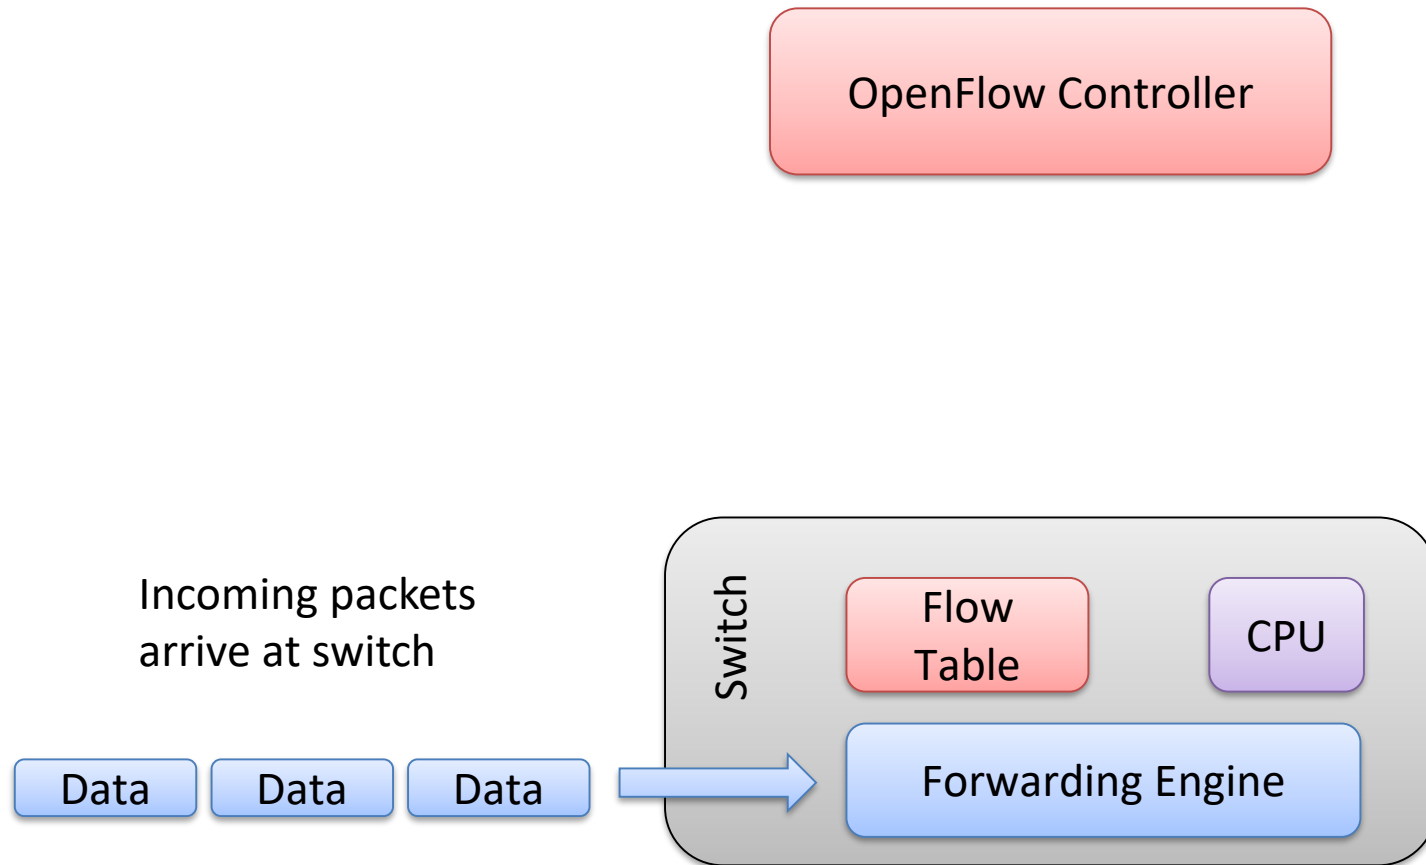 OpenFlow Controller
Incoming packets
arrive at switch
Switch
Flow
Table
CPU
Data Data Data
Forwarding Engine